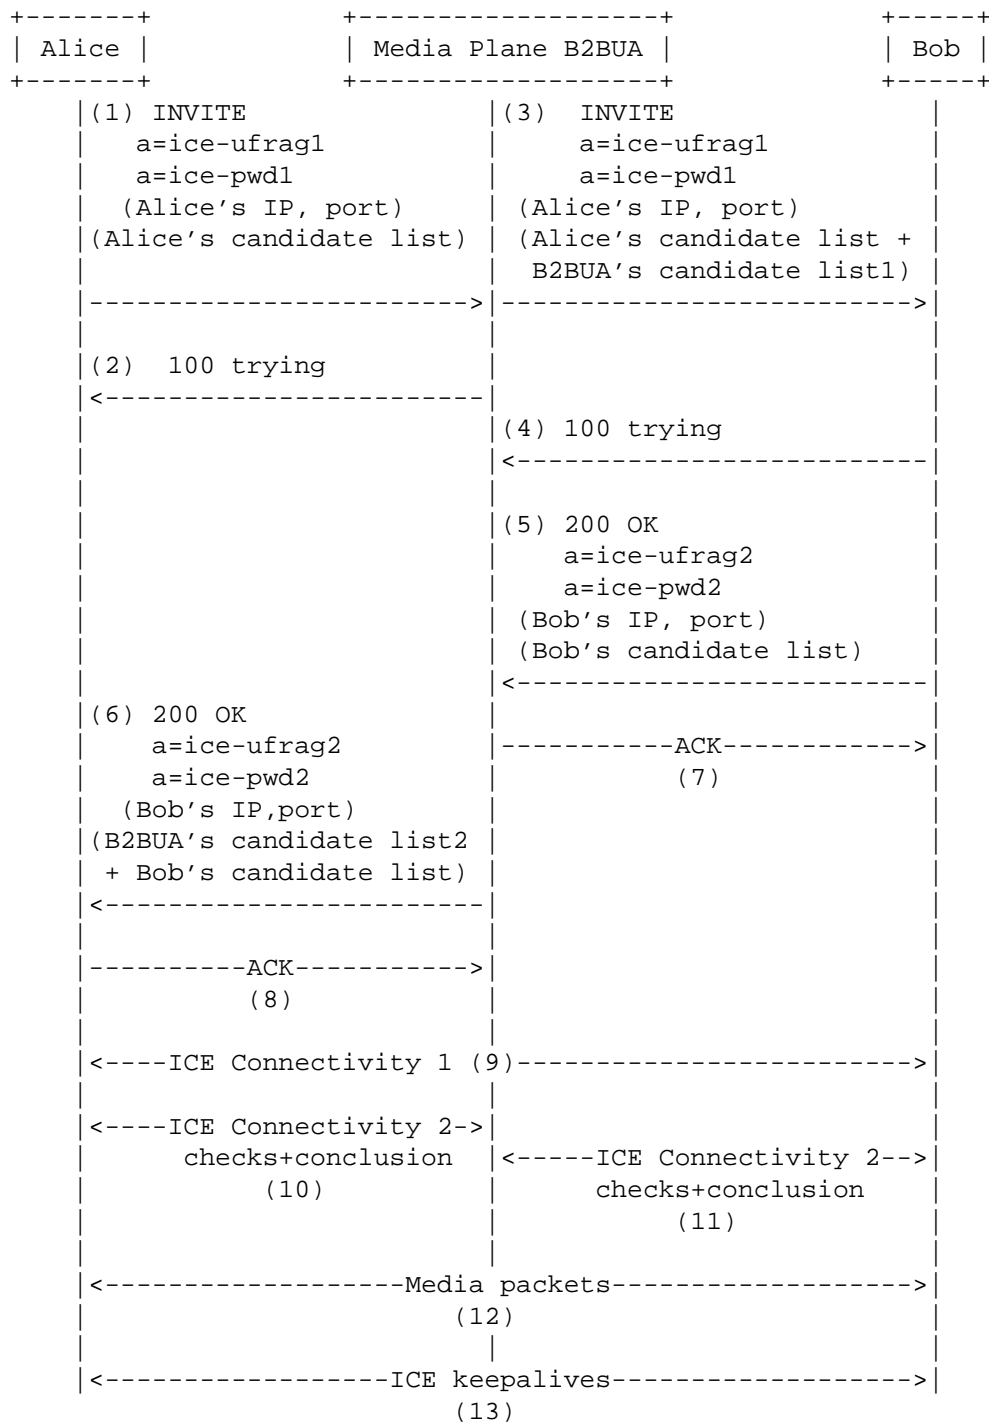 Alice Media Plane B2BUA Bob
(1) INVITE (3) INVITE
a=ice-ufrag1 a=ice-ufrag1
a=ice-pwd1 a=ice-pwd1
(Alice's IP, port) (Alice's IP, port)
(Alice's candidate list) (Alice's candidate list +
B2BUA's candidate list1)
(2) 100 trying
(4) 100 trying
(5) 200 OK
a=ice-ufrag2
a=ice-pwd2
(Bob's IP, port)
(Bob's candidate list)
(6) 200 OK
a=ice-ufrag2 ACK
a=ice-pwd2 (7)
(Bob's IP,port)
(B2BUA's candidate list2
+ Bob's candidate list)
ACK
(8)
ICE Connectivity 1 (9)
ICE Connectivity 2
checks+conclusion ICE Connectivity 2
(10) checks+conclusion
(11)
Media packets
(12)
ICE keepalives
(13)